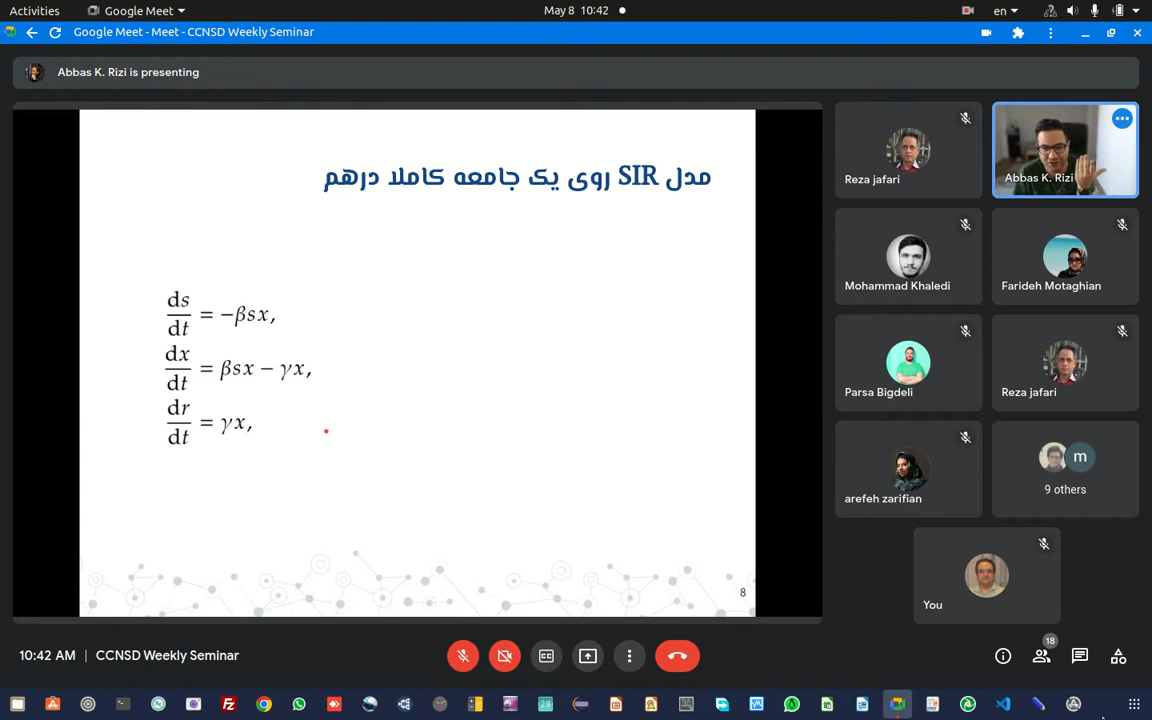 Activities
Google Meet
May 8 10:42
en
Google Meet - Meet - CCNSD Weekly Seminar
Abbas K. Rizi is presenting
مدل SIR روی یک جامعه کاملا درهم
ds/dt = −βsx,
dx/dt = βsx − γx,
dr/dt = γx,
8
Reza jafari
Abbas K. Rizi
Mohammad Khaledi
Farideh Motaghian
Parsa Bigdeli
Reza jafari
arefeh zarifian
m
9 others
You
10:42 AM | CCNSD Weekly Seminar
18